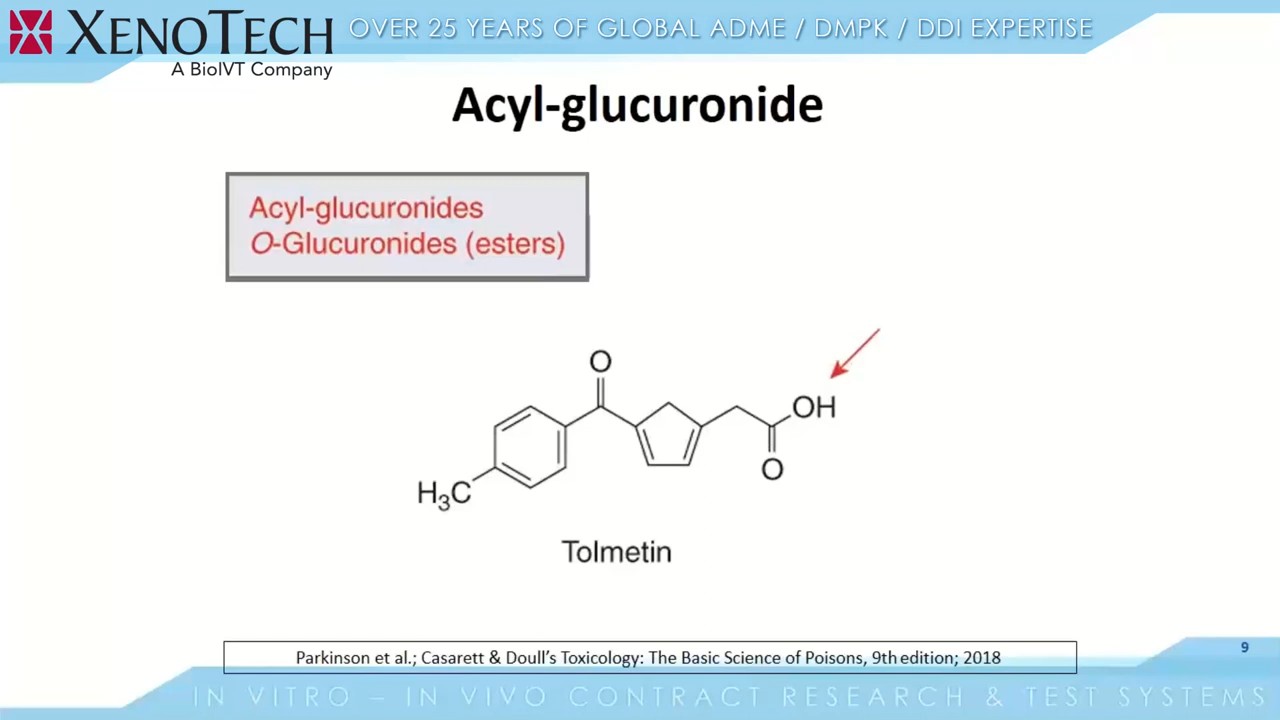 XENOTECH
A BioIVT Company
OVER 25 YEARS OF GLOBAL ADME / DMPK / DDI EXPERTISE
Acyl-glucuronide
Acyl-glucuronides
O-Glucuronides (esters)
O
OH
O
H3C
Tolmetin
Parkinson et al.; Casarett & Doull's Toxicology: The Basic Science of Poisons, 9th edition; 2018
9
IN VITRO – IN VIVO CONTRACT RESEARCH & TEST SYSTEMS